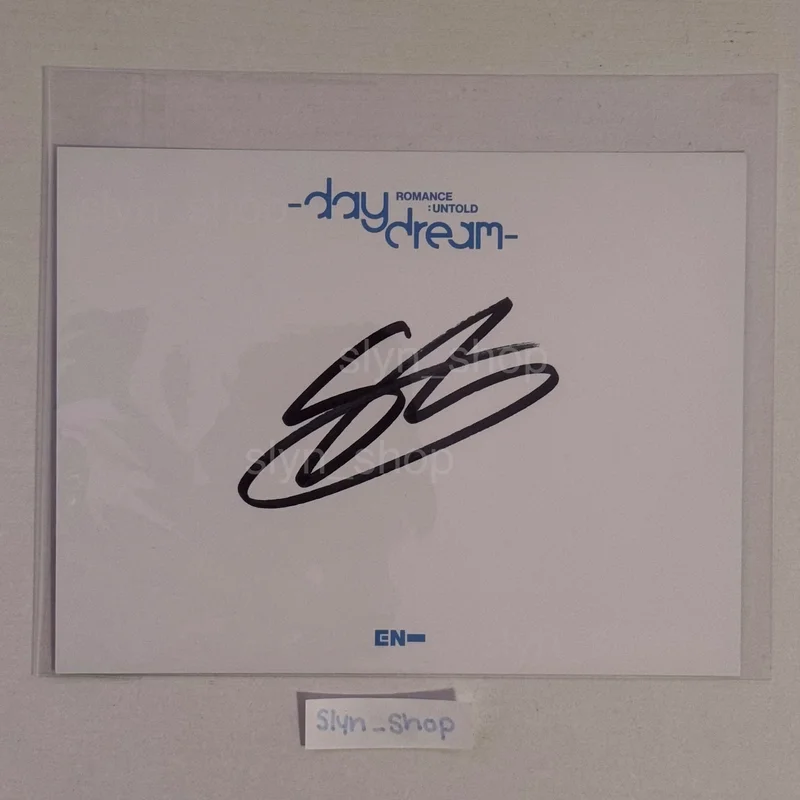 -day ROMANCE
:UNTOLD
dream-
slyn_shop
slyn_shop
EN-
Slyn_Shop